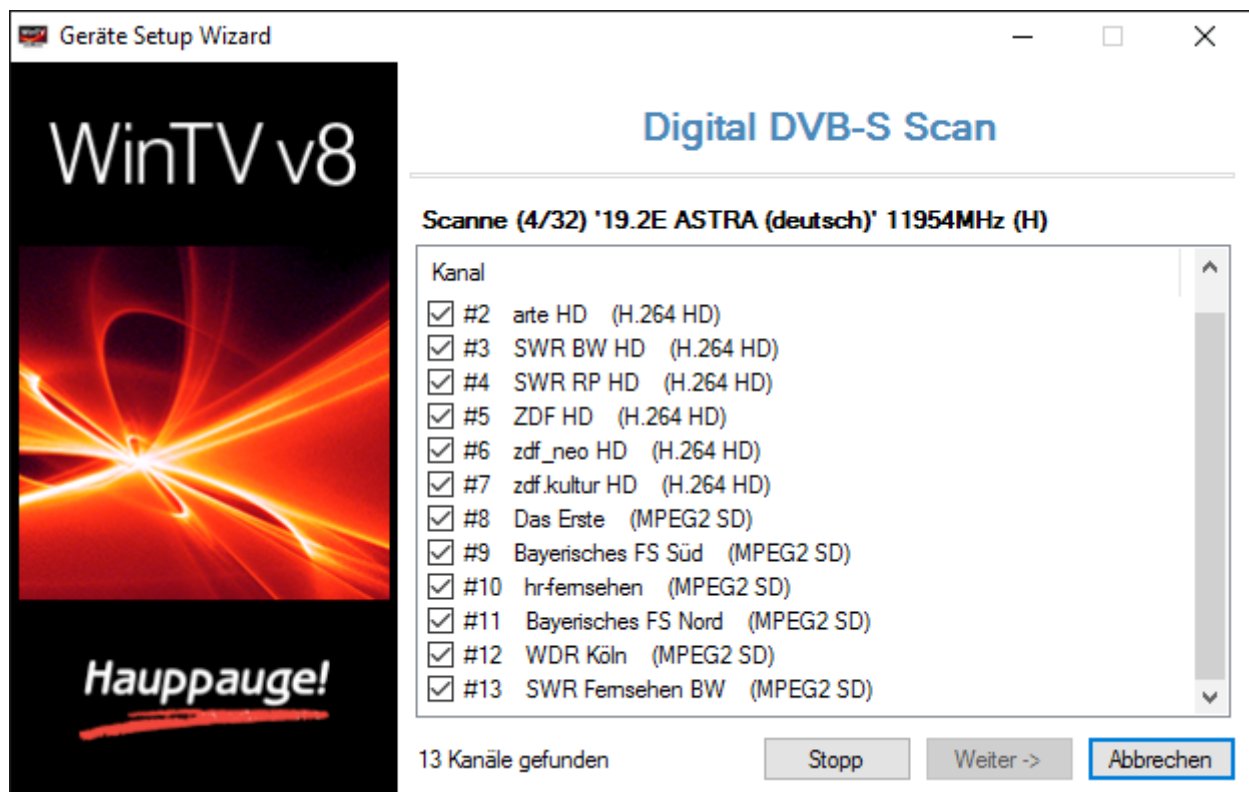 Geräte Setup Wizard
WinTV v8
Digital DVB-S Scan
Scanne (4/32) '19.2E ASTRA (deutsch)' 11954MHz (H)
Kanal
#2 arte HD (H.264 HD)
#3 SWR BW HD (H.264 HD)
#4 SWR RP HD (H.264 HD)
#5 ZDF HD (H.264 HD)
#6 zdf_neo HD (H.264 HD)
#7 zdf.kultur HD (H.264 HD)
#8 Das Erste (MPEG2 SD)
#9 Bayerisches FS Süd (MPEG2 SD)
#10 hr-fernsehen (MPEG2 SD)
#11 Bayerisches FS Nord (MPEG2 SD)
#12 WDR Köln (MPEG2 SD)
#13 SWR Fernsehen BW (MPEG2 SD)
Hauppauge!
13 Kanäle gefunden
Stopp
Weiter ->
Abbrechen